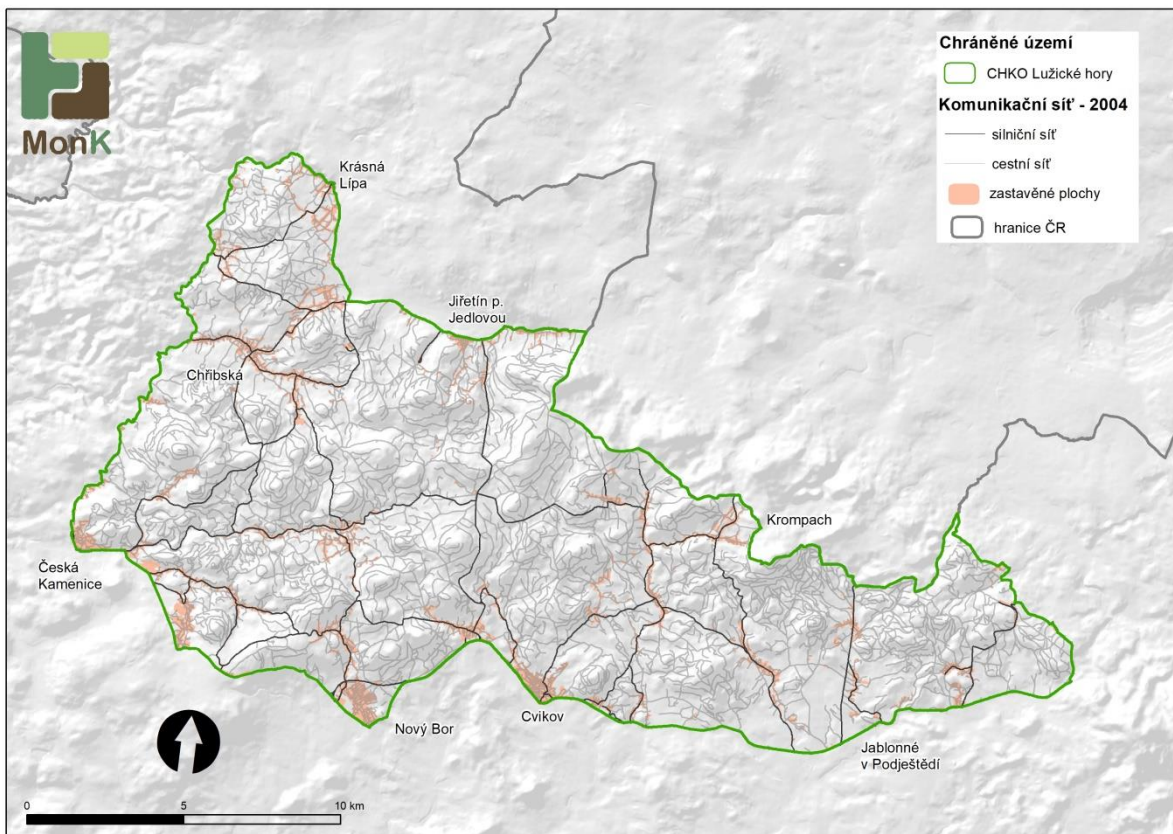 MonK
Chráněné území
CHKO Lužické hory
Komunikační síť - 2004
silniční síť
cestní síť
zastavěné plochy
hranice ČR
Krásná
Lípa
Jiřetín p.
Jedlovou
Chřibská
Krompach
Česká
Kamenice
Nový Bor
Cvikov
Jablonné
v Podještědí
0 5 10 km